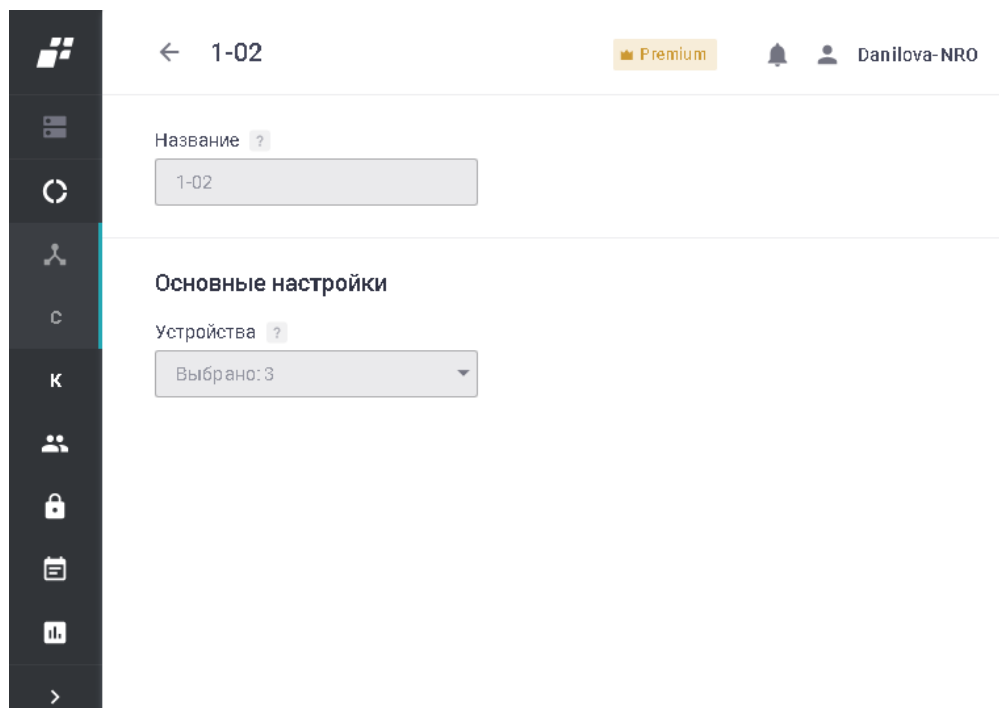 1-02
Premium
Danilova-NRO
Название ?
1-02
Основные настройки
Устройства ?
Выбрано: 3
С
К